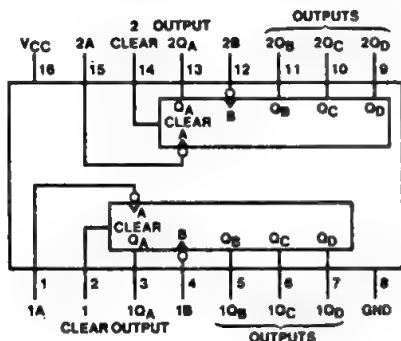 2 OUTPUT OUTPUTS
VCC 2A CLEAR 2QA 2B 2QB 2QC 2QD
16 15 14 13 12 11 10 9
QA B QB QC QD
CLEAR
A
A
CLEAR
QA B QB QC QD
1 2 3 4 5 6 7 8
1A 1 1QA 1B 1QB 1QC 1QD GND
CLEAR OUTPUT OUTPUTS